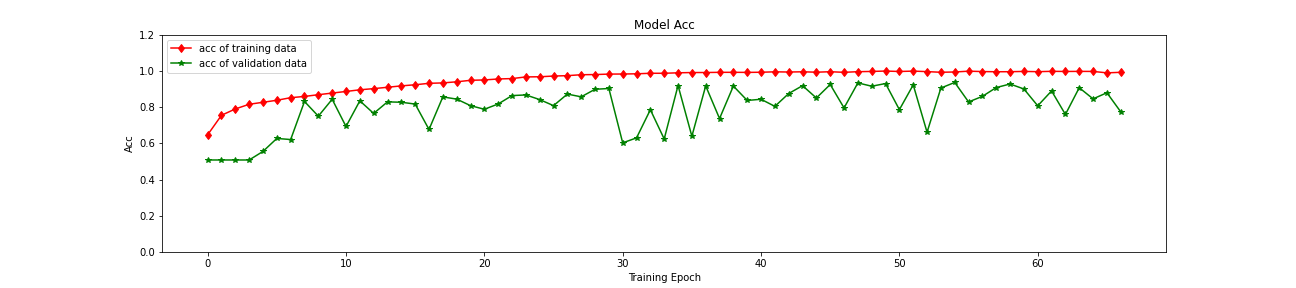 Model Acc
acc of training data
acc of validation data
1.2
1.0
0.8
0.6
0.4
0.2
0.0
Acc
0 10 20 30 40 50 60
Training Epoch